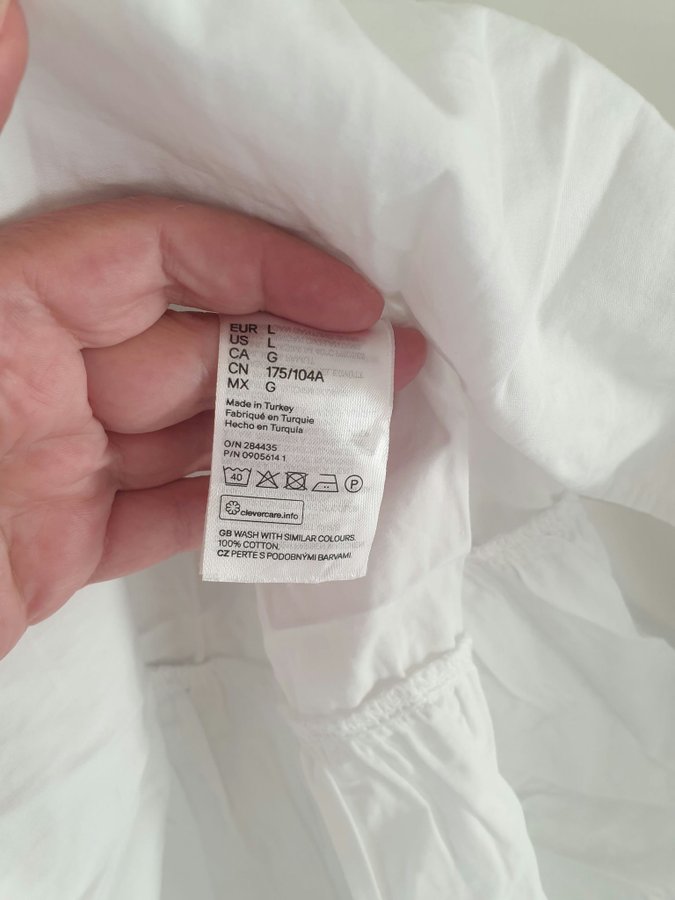 EUR L
US L
CA G
CN 175/104A
MX G
Made in Turkey
Fabriqué en Turquie
Hecho en Turquía
O/N 284435
P/N 0905614 1
40
P
clevercare.info
GB WASH WITH SIMILAR COLOURS.
100% COTTON.
CZ PERTE S PODOBNÝMI BARVAMI.